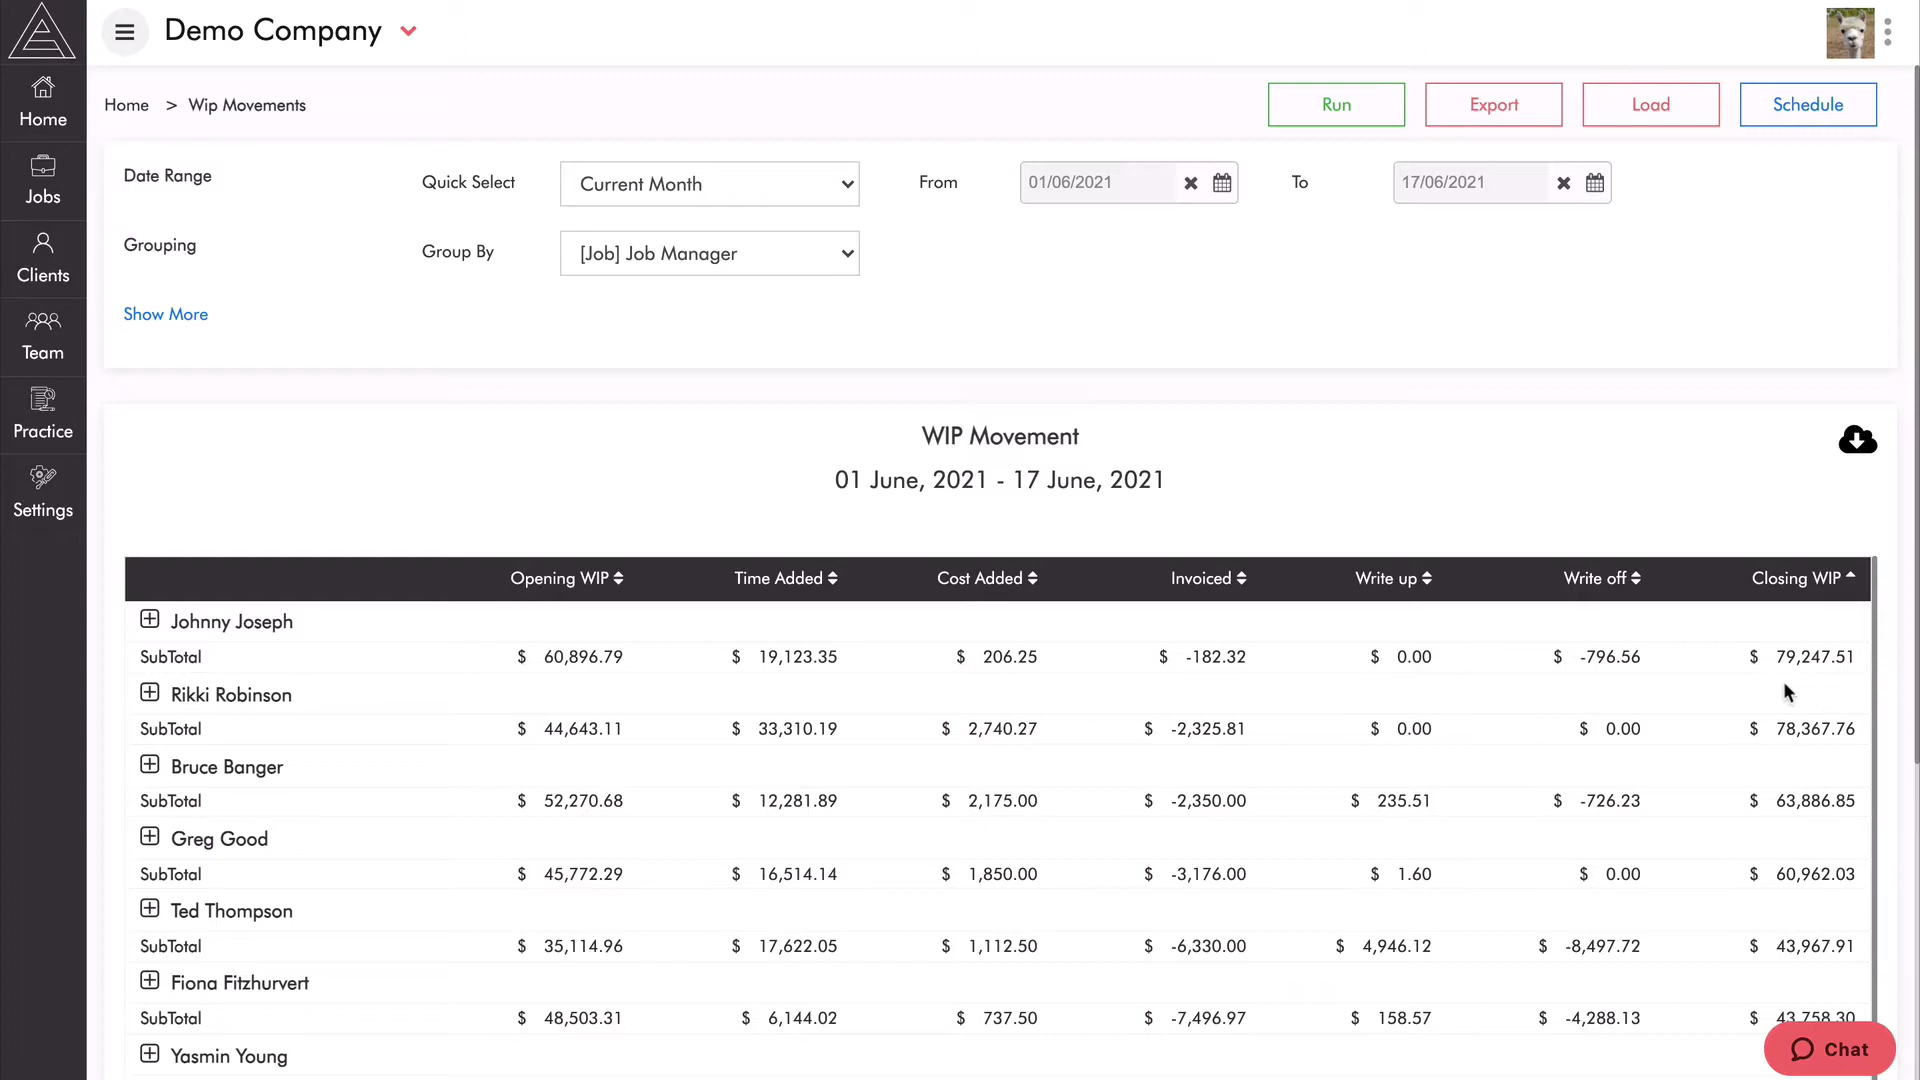 Demo Company
Home
Jobs
Clients
Team
Practice
Settings
Home > Wip Movements
Run Export Load Schedule
Date Range Quick Select Current Month From 01/06/2021 To 17/06/2021
Grouping Group By [Job] Job Manager
Show More
WIP Movement
01 June, 2021 - 17 June, 2021
Opening WIP Time Added Cost Added Invoiced Write up Write off Closing WIP
Johnny Joseph
SubTotal $ 60,896.79 $ 19,123.35 $ 206.25 $ -182.32 $ 0.00 $ -796.56 $ 79,247.51
Rikki Robinson
SubTotal $ 44,643.11 $ 33,310.19 $ 2,740.27 $ -2,325.81 $ 0.00 $ 0.00 $ 78,367.76
Bruce Banger
SubTotal $ 52,270.68 $ 12,281.89 $ 2,175.00 $ -2,350.00 $ 235.51 $ -726.23 $ 63,886.85
Greg Good
SubTotal $ 45,772.29 $ 16,514.14 $ 1,850.00 $ -3,176.00 $ 1.60 $ 0.00 $ 60,962.03
Ted Thompson
SubTotal $ 35,114.96 $ 17,622.05 $ 1,112.50 $ -6,330.00 $ 4,946.12 $ -8,497.72 $ 43,967.91
Fiona Fitzhurvert
SubTotal $ 48,503.31 $ 6,144.02 $ 737.50 $ -7,496.97 $ 158.57 $ -4,288.13 $ 43,758.30
Yasmin Young
Chat